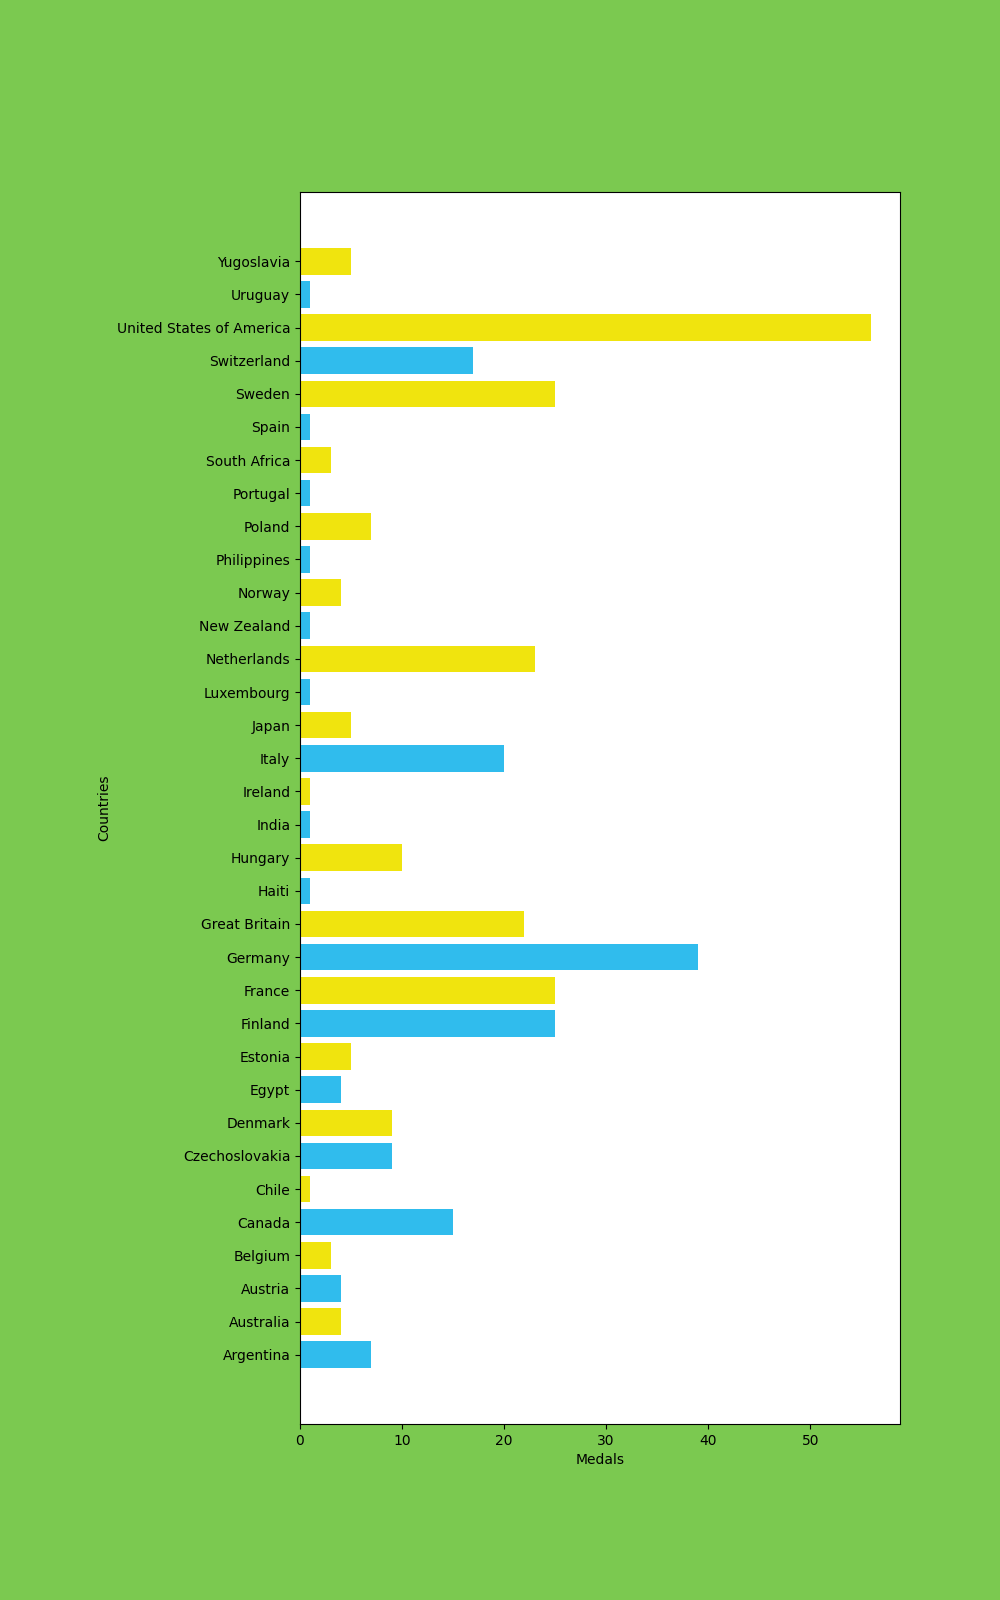 Yugoslavia
Uruguay
United States of America
Switzerland
Sweden
Spain
South Africa
Portugal
Poland
Philippines
Norway
New Zealand
Netherlands
Luxembourg
Japan
Italy
Ireland
India
Hungary
Haiti
Great Britain
Germany
France
Finland
Estonia
Egypt
Denmark
Czechoslovakia
Chile
Canada
Belgium
Austria
Australia
Argentina
Countries
0 10 20 30 40 50
Medals